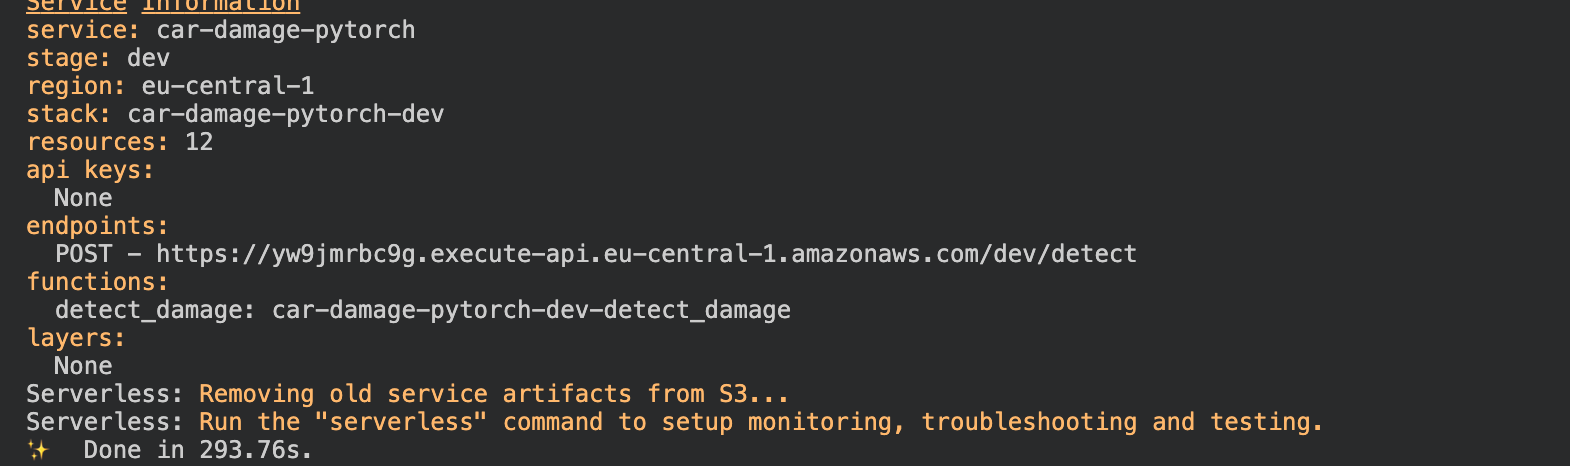 Service Information
service: car-damage-pytorch
stage: dev
region: eu-central-1
stack: car-damage-pytorch-dev
resources: 12
api keys:
  None
endpoints:
  POST - https://yw9jmrbc9g.execute-api.eu-central-1.amazonaws.com/dev/detect
functions:
  detect_damage: car-damage-pytorch-dev-detect_damage
layers:
  None
Serverless: Removing old service artifacts from S3...
Serverless: Run the "serverless" command to setup monitoring, troubleshooting and testing.
✨  Done in 293.76s.